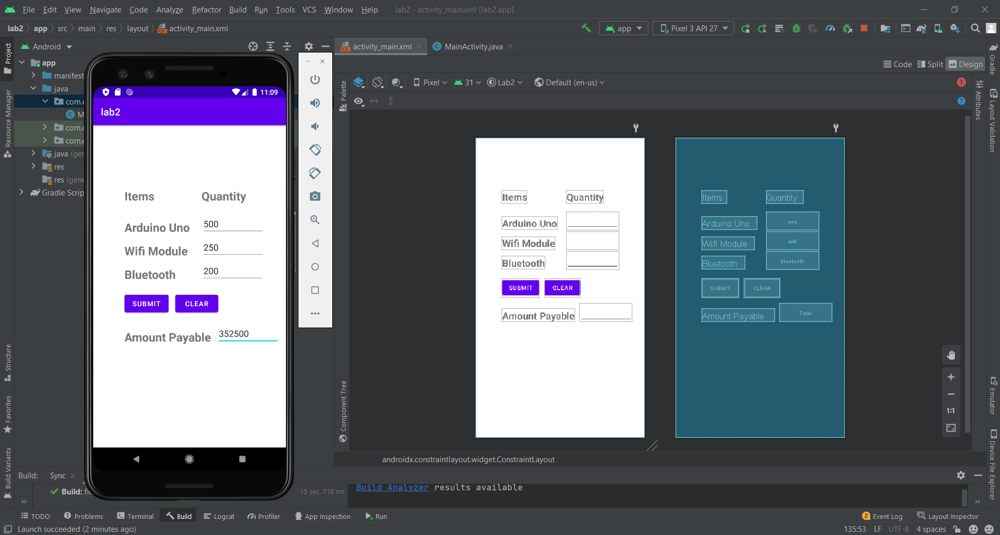 File Edit View Navigate Code Analyze Refactor Build Run Tools VCS Window Help lab2 - activity_main.xml [lab2.app]
lab2 app src main res layout activity_main.xml app Pixel 3 API 27
Android activity_main.xml MainActivity.java
Code Split Design
Project
Resource Manager
Structure
Favorites
Build Variants
app
manifest
java
com.e
M
com.e
com.e
java (gen
res
res (gene
Gradle Scrip
11:09
lab2
Items Quantity
Arduino Uno 500
Wifi Module 250
Bluetooth 200
SUBMIT CLEAR
Amount Payable 352500
Palette
Component Tree
Pixel 31 Lab2 Default (en-us)
Items Quantity
Arduino Uno
Wifi Module
Bluetooth
SUBMIT CLEAR
Amount Payable
Items Quantity
Arduino Uno uno
Wifi Module wifi
Bluetooth bluetooth
SUBMIT CLEAR
Amount Payable Total
1:1
Attributes
Gradle
Layout Validation
Emulator
Device File Explorer
androidx.constraintlayout.widget.ConstraintLayout
Build: Sync
Build: fi 15 sec, 718 ms
Build Analyzer results available
TODO Problems Terminal Build Logcat Profiler App Inspection Run 2 Event Log Layout Inspector
Launch succeeded (2 minutes ago) 135:53 LF UTF-8 4 spaces